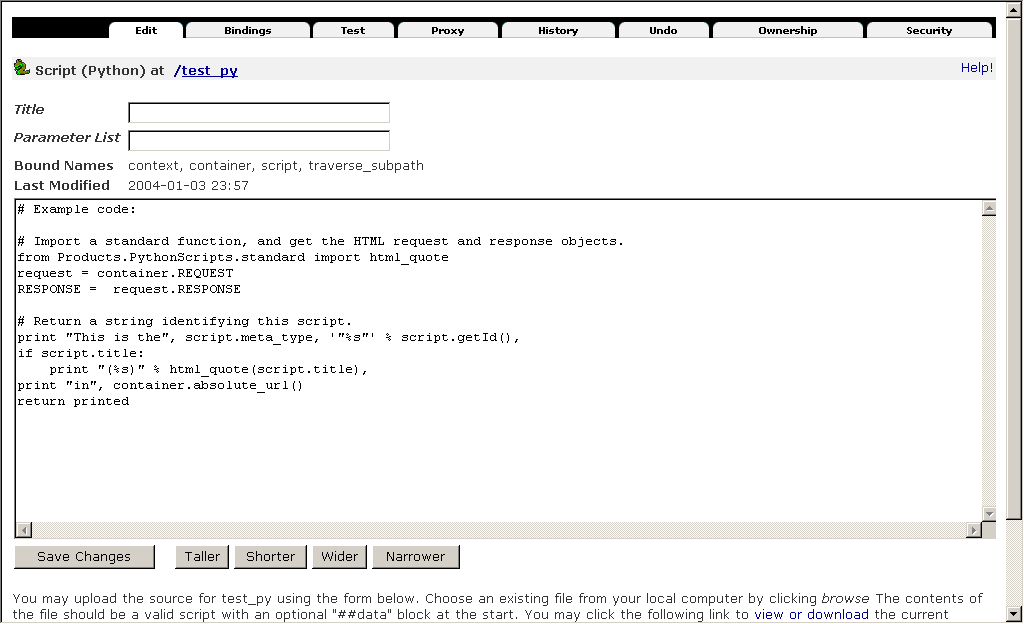 Edit Bindings Test Proxy History Undo Ownership Security
Script (Python) at /test_py Help!
Title
Parameter List
Bound Names context, container, script, traverse_subpath
Last Modified 2004-01-03 23:57
# Example code:
# Import a standard function, and get the HTML request and response objects.
from Products.PythonScripts.standard import html_quote
request = container.REQUEST
RESPONSE =  request.RESPONSE
# Return a string identifying this script.
print "This is the", script.meta_type, '"%s"' % script.getId(),
if script.title:
    print "(%s)" % html_quote(script.title),
print "in", container.absolute_url()
return printed
Save Changes Taller Shorter Wider Narrower
You may upload the source for test_py using the form below. Choose an existing file from your local computer by clicking browse The contents of
the file should be a valid script with an optional "##data" block at the start. You may click the following link to view or download the current